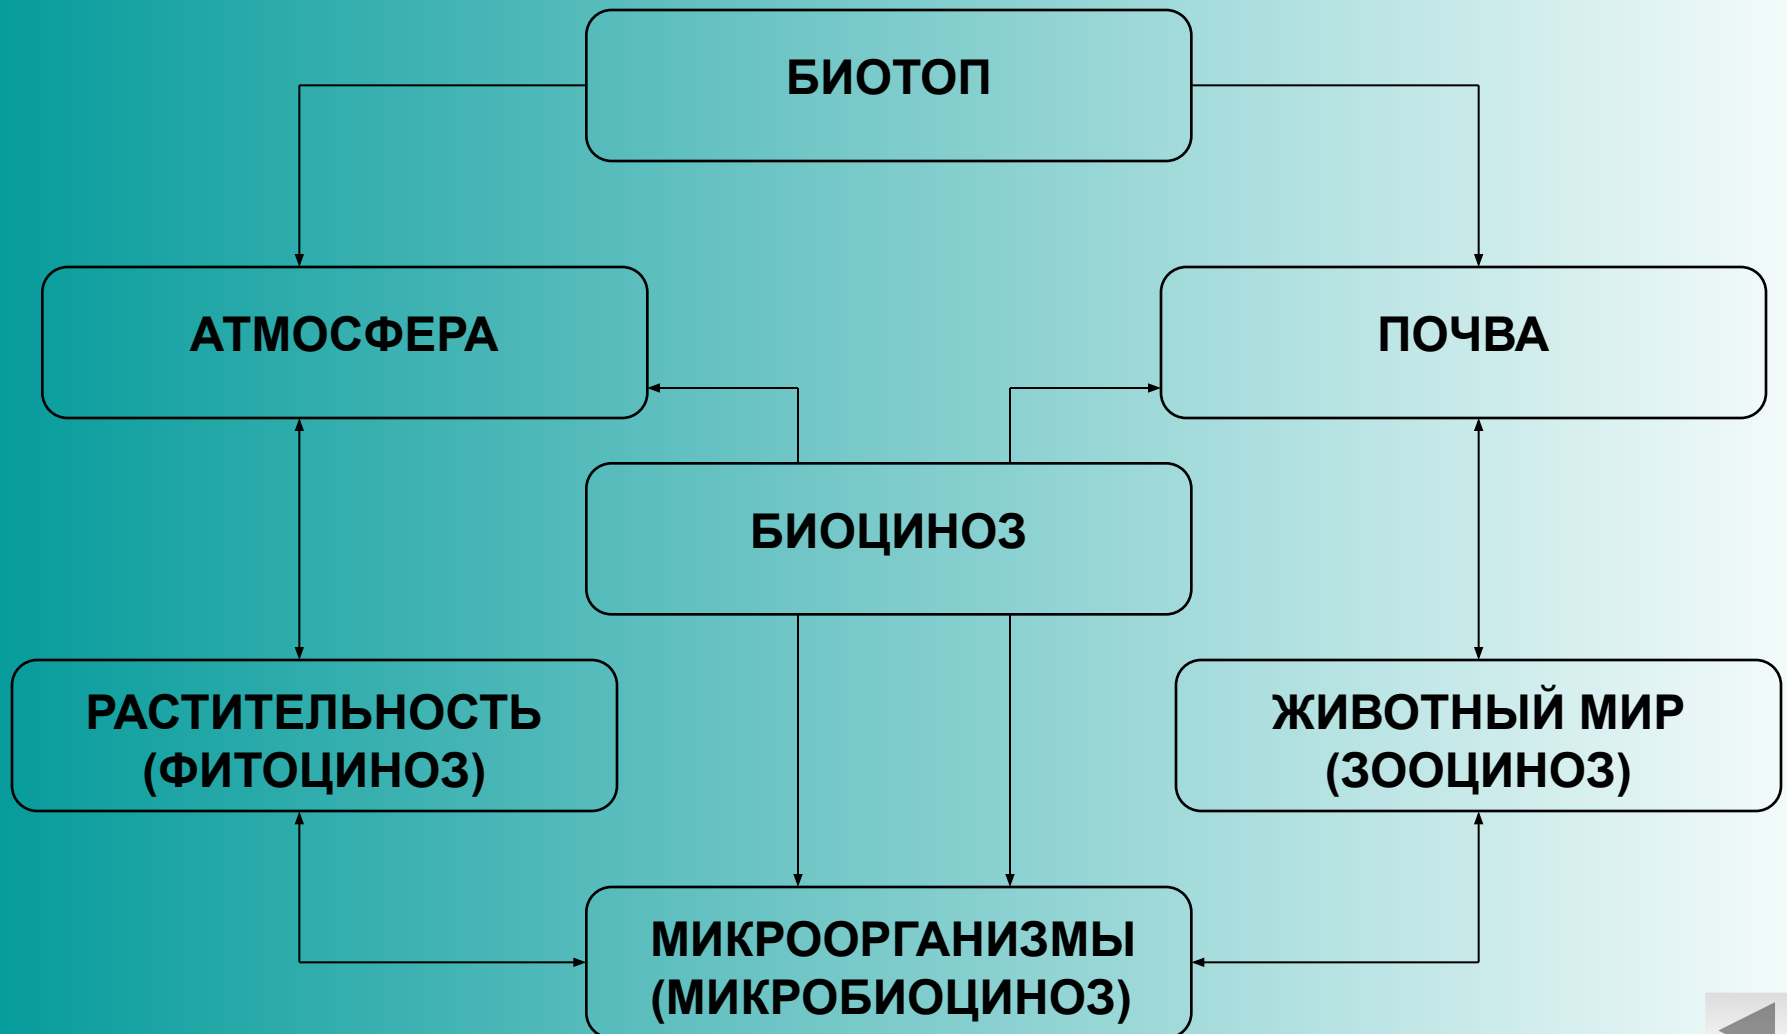 БИОТОП
АТМОСФЕРА
ПОЧВА
БИОЦИНОЗ
РАСТИТЕЛЬНОСТЬ
(ФИТОЦИНОЗ)
ЖИВОТНЫЙ МИР
(ЗООЦИНОЗ)
МИКРООРГАНИЗМЫ
(МИКРОБИОЦИНОЗ)